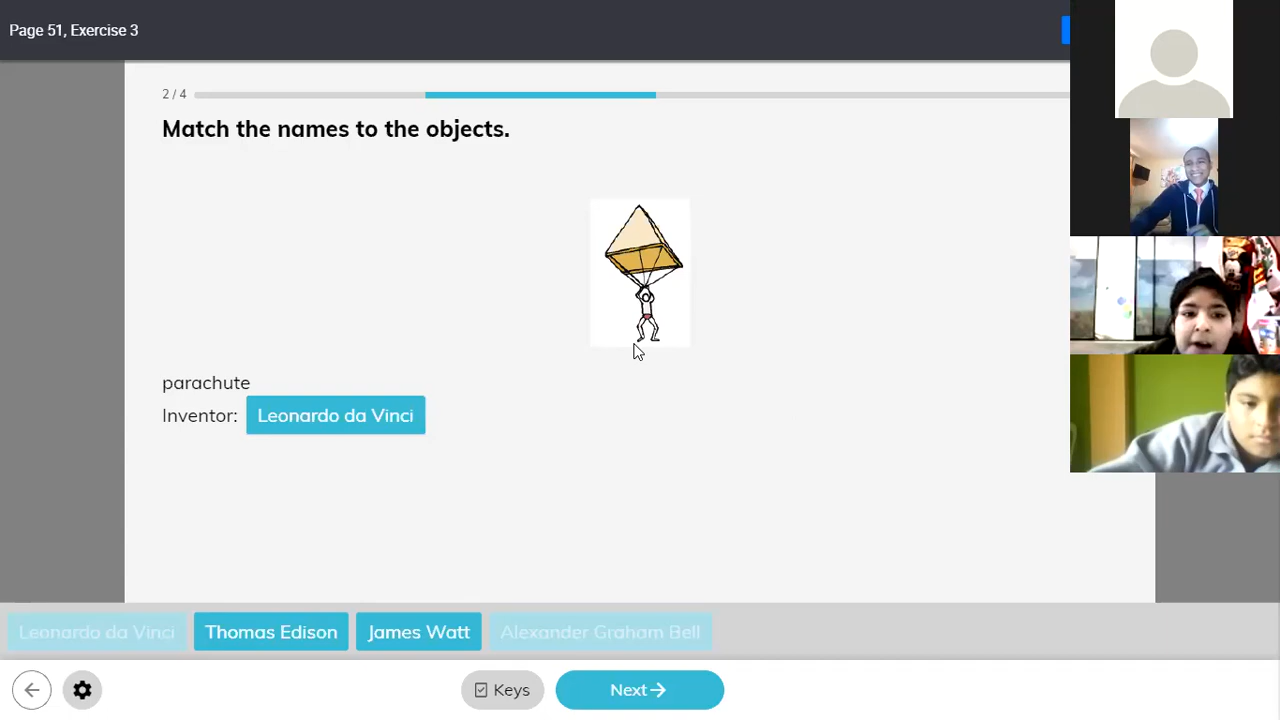 Page 51, Exercise 3
2 / 4
Match the names to the objects.
parachute
Inventor: Leonardo da Vinci
Leonardo da Vinci Thomas Edison James Watt Alexander Graham Bell
Keys Next